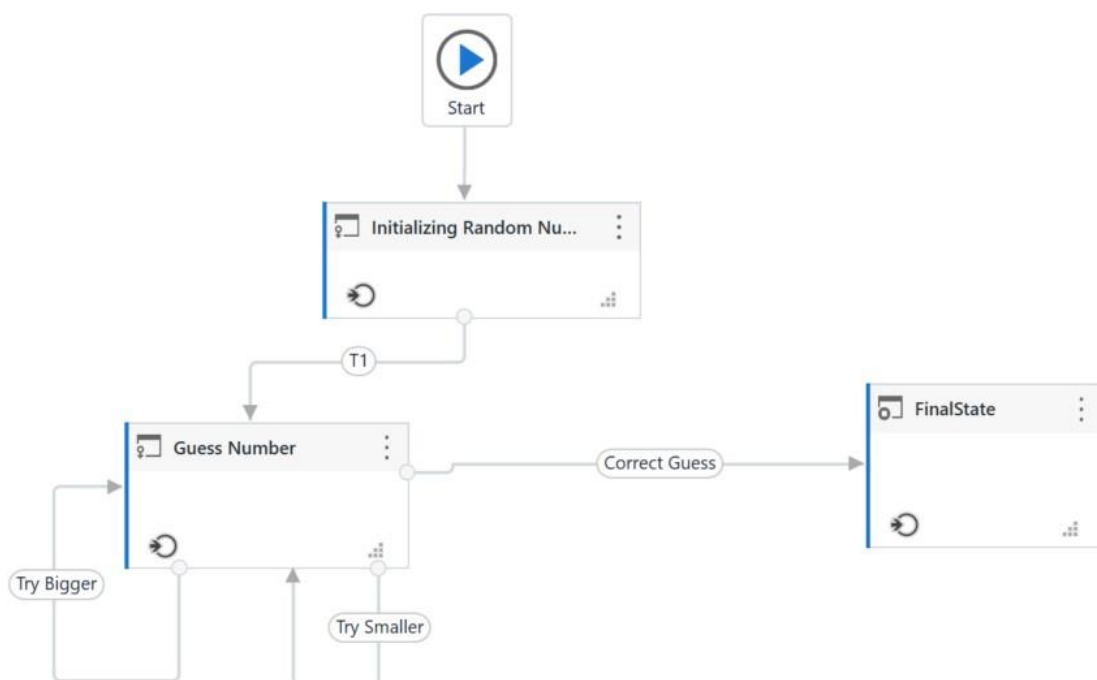 Start
Initializing Random Nu...
T1
FinalState
Guess Number
Correct Guess
Try Bigger
Try Smaller